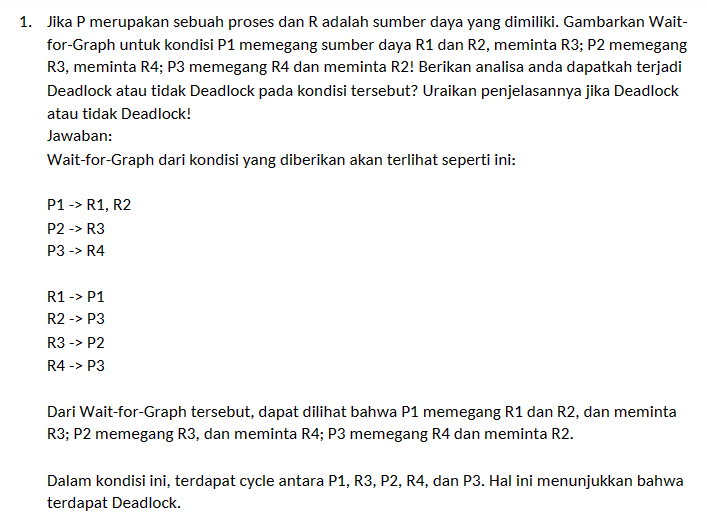 1. Jika P merupakan sebuah proses dan R adalah sumber daya yang dimiliki. Gambarkan Wait-
for-Graph untuk kondisi P1 memegang sumber daya R1 dan R2, meminta R3; P2 memegang
R3, meminta R4; P3 memegang R4 dan meminta R2! Berikan analisa anda dapatkah terjadi
Deadlock atau tidak Deadlock pada kondisi tersebut? Uraikan penjelasannya jika Deadlock
atau tidak Deadlock!
Jawaban:
Wait-for-Graph dari kondisi yang diberikan akan terlihat seperti ini:
P1 -> R1, R2
P2 -> R3
P3 -> R4
R1 -> P1
R2 -> P3
R3 -> P2
R4 -> P3
Dari Wait-for-Graph tersebut, dapat dilihat bahwa P1 memegang R1 dan R2, dan meminta
R3; P2 memegang R3, dan meminta R4; P3 memegang R4 dan meminta R2.
Dalam kondisi ini, terdapat cycle antara P1, R3, P2, R4, dan P3. Hal ini menunjukkan bahwa
terdapat Deadlock.